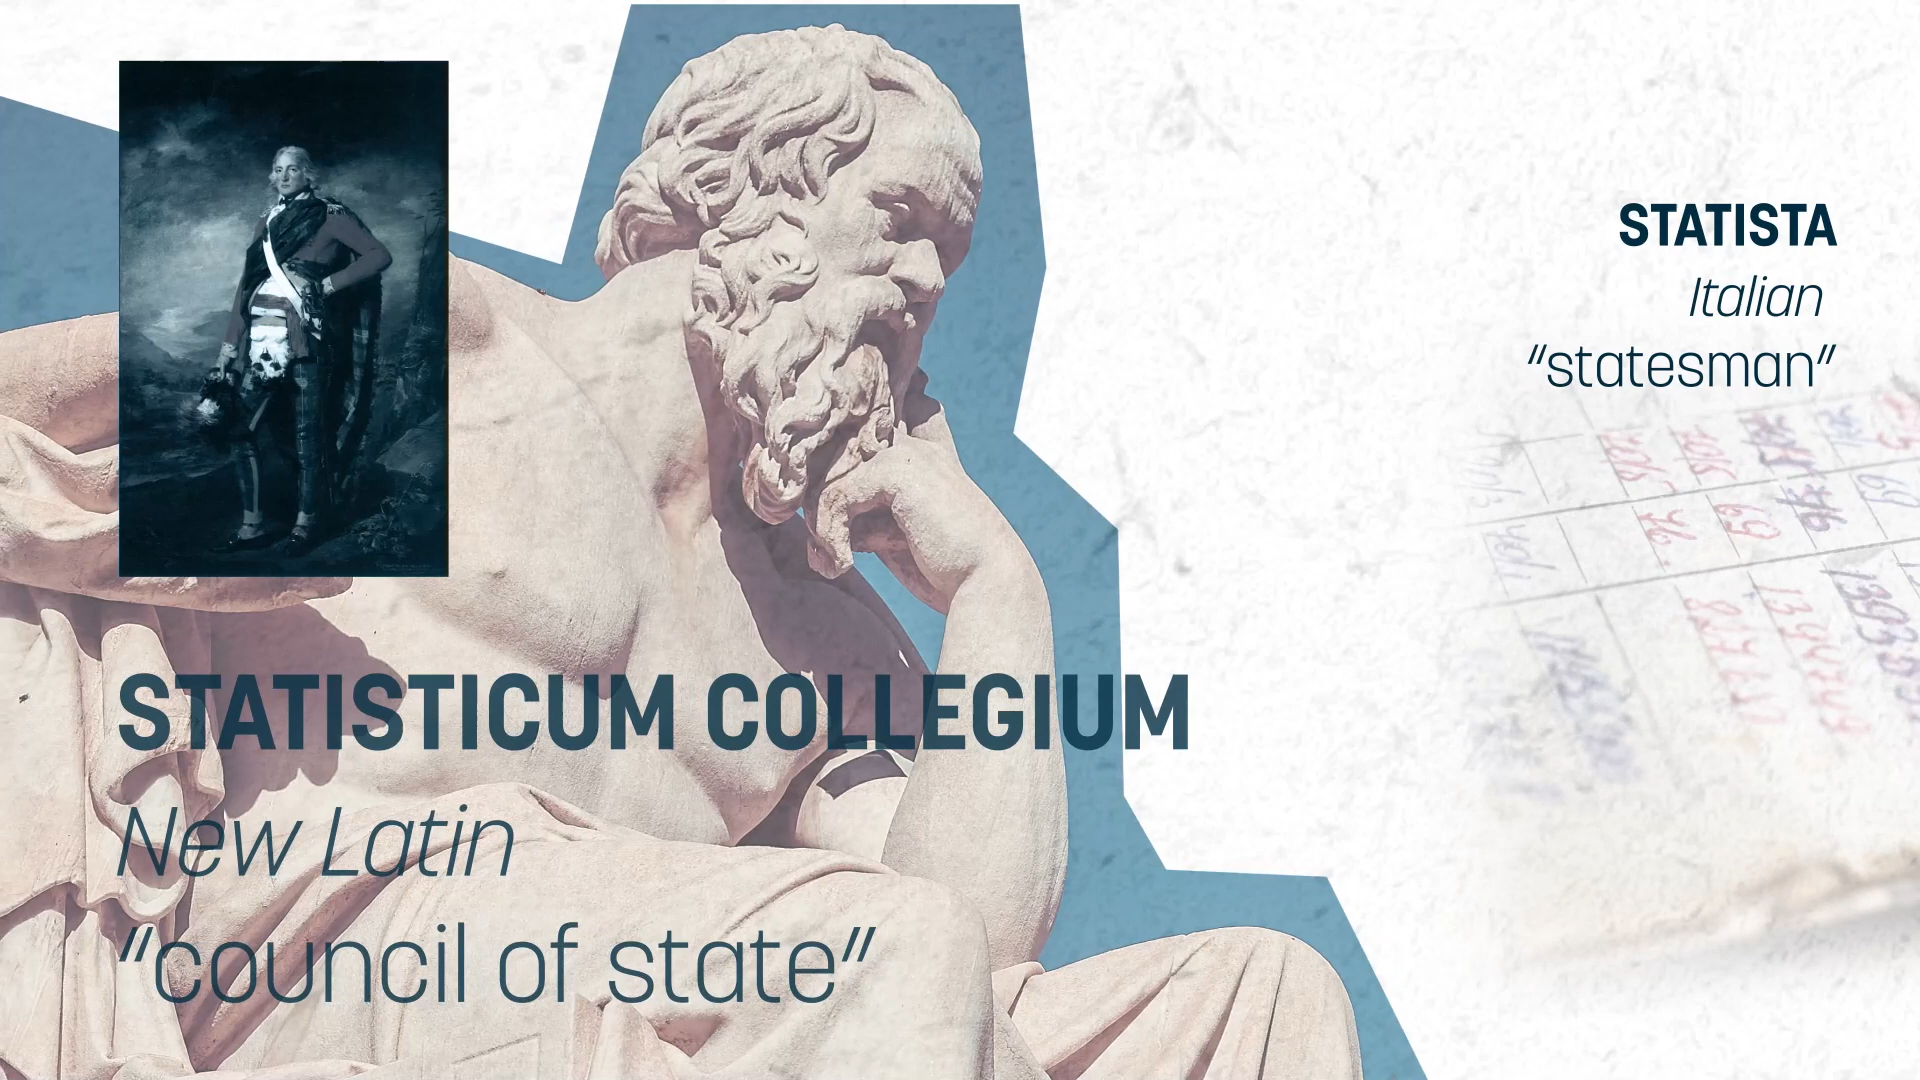 STATISTICUM COLLEGIUM
New Latin
“council of state”
STATISTA
Italian
“statesman”